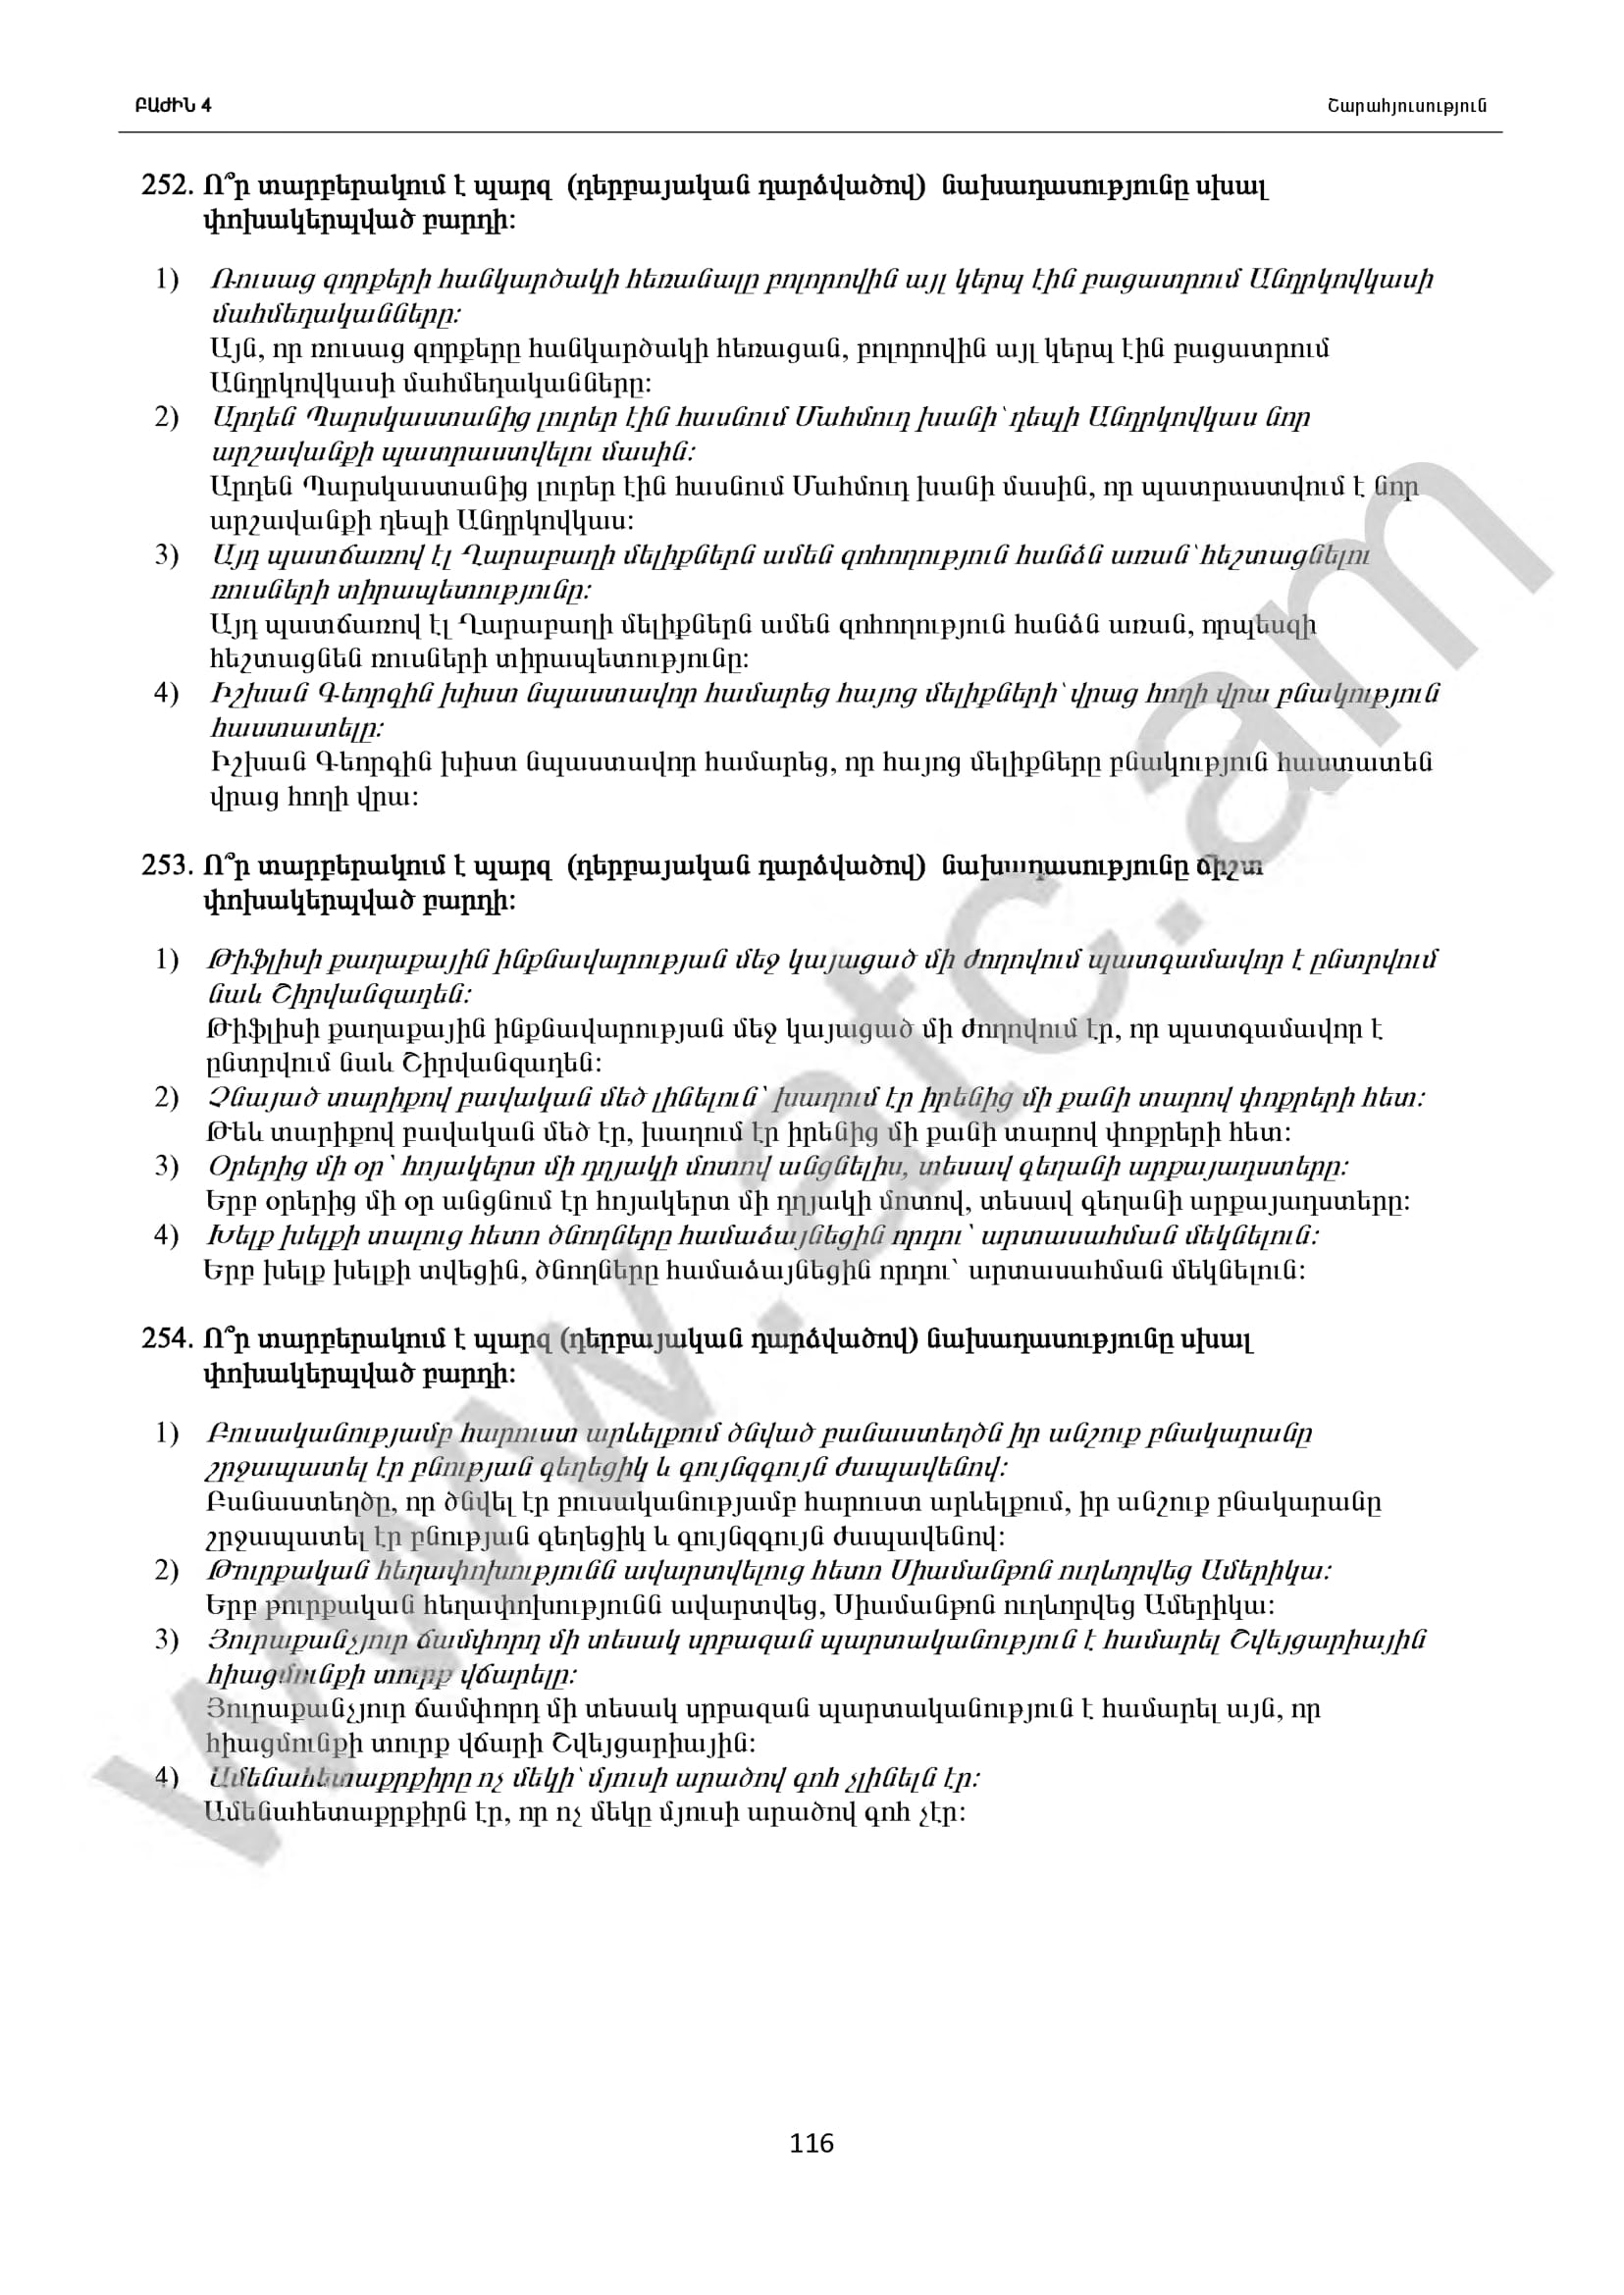 ԲԱԺԻՆ 4
Շարահյուսություն
252. Ո՞ր տարբերակում է պարզ (դերբայական դարձվածով) նախադասությունը սխալ
փոխակերպված բարդի:
1) Ռուսաց զորքերի հանկարծակի հեռանալը բոլորովին այլ կերպ էին բացատրում Անդրկովկասի
մահմեդականները:
Այն, որ ռուսաց զորքերը հանկարծակի հեռացան, բոլորովին այլ կերպ էին բացատրում
Անդրկովկասի մահմեդականները:
2) Արդեն Պարսկաստանից լուրեր էին հասնում Մահմուդ խանի՝ դեպի Անդրկովկաս նոր
արշավանքի պատրաստվելու մասին:
Արդեն Պարսկաստանից լուրեր էին հասնում Մահմուդ խանի մասին, որ պատրաստվում է նոր
արշավանքի դեպի Անդրկովկաս:
3) Այդ պատճառով էլ Ղարաբաղի մելիքներն ամեն զոհողություն հանձն առան՝ հեշտացնելու
ռուսների տիրապետությունը:
Այդ պատճառով էլ Ղարաբաղի մելիքներն ամեն զոհողություն հանձն առան, որպեսզի
հեշտացնեն ռուսների տիրապետությունը:
4) Իշխան Գեորգին խիստ նպաստավոր համարեց հայոց մելիքների՝ վրաց հողի վրա բնակություն
հաստատելը:
Իշխան Գեորգին խիստ նպաստավոր համարեց, որ հայոց մելիքները բնակություն հաստատեն
վրաց հողի վրա:
253. Ո՞ր տարբերակում է պարզ (դերբայական դարձվածով) նախադասությունը ճիշտ
փոխակերպված բարդի:
1) Թիֆլիսի քաղաքային ինքնավարության մեջ կայացած մի ժողովում պատգամավոր է ընտրվում
նաև Շիրվանզադեն:
Թիֆլիսի քաղաքային ինքնավարության մեջ կայացած մի ժողովում էր, որ պատգամավոր է
ընտրվում նաև Շիրվանզադեն:
2) Չնայած տարիքով բավական մեծ լինելուն՝ խաղում էր իրենից մի քանի տարով փոքրերի հետ:
Թեև տարիքով բավական մեծ էր, խաղում էր իրենից մի քանի տարով փոքրերի հետ:
3) Օրերից մի օր՝ հոյակերտ մի դղյակի մոտով անցնելիս, տեսավ գեղանի արքայադստերը:
Երբ օրերից մի օր անցնում էր հոյակերտ մի դղյակի մոտով, տեսավ գեղանի արքայադստերը:
4) Խելք խելքի տալուց հետո ծնողները համաձայնեցին որդու՝ արտասահման մեկնելուն:
Երբ խելք խելքի տվեցին, ծնողները համաձայնեցին որդու՝ արտասահման մեկնելուն:
254. Ո՞ր տարբերակում է պարզ (դերբայական դարձվածով) նախադասությունը սխալ
փոխակերպված բարդի:
1) Բուսականությամբ հարուստ արևելքում ծնված բանաստեղծն իր անշուք բնակարանը
շրջապատել էր բնության գեղեցիկ և գույնզգույն ժապավենով:
Բանաստեղծը, որ ծնվել էր բուսականությամբ հարուստ արևելքում, իր անշուք բնակարանը
շրջապատել էր բնության գեղեցիկ և գույնզգույն ժապավենով:
2) Թուրքական հեղափոխությունն ավարտվելուց հետո Սիամանթոն ուղևորվեց Ամերիկա:
Երբ թուրքական հեղափոխությունն ավարտվեց, Սիամանթոն ուղևորվեց Ամերիկա:
3) Յուրաքանչյուր ճամփորդ մի տեսակ սրբազան պարտականություն է համարել Շվեյցարիային
հիացմունքի տուրք վճարելը:
Յուրաքանչյուր ճամփորդ մի տեսակ սրբազան պարտականություն է համարել այն, որ
հիացմունքի տուրք վճարի Շվեյցարիային:
4) Ամենահետաքրքիրը ոչ մեկի՝ մյուսի արածով գոհ չլինելն էր:
Ամենահետաքրքիրն էր, որ ոչ մեկը մյուսի արածով գոհ չէր:
www.atc.am
116